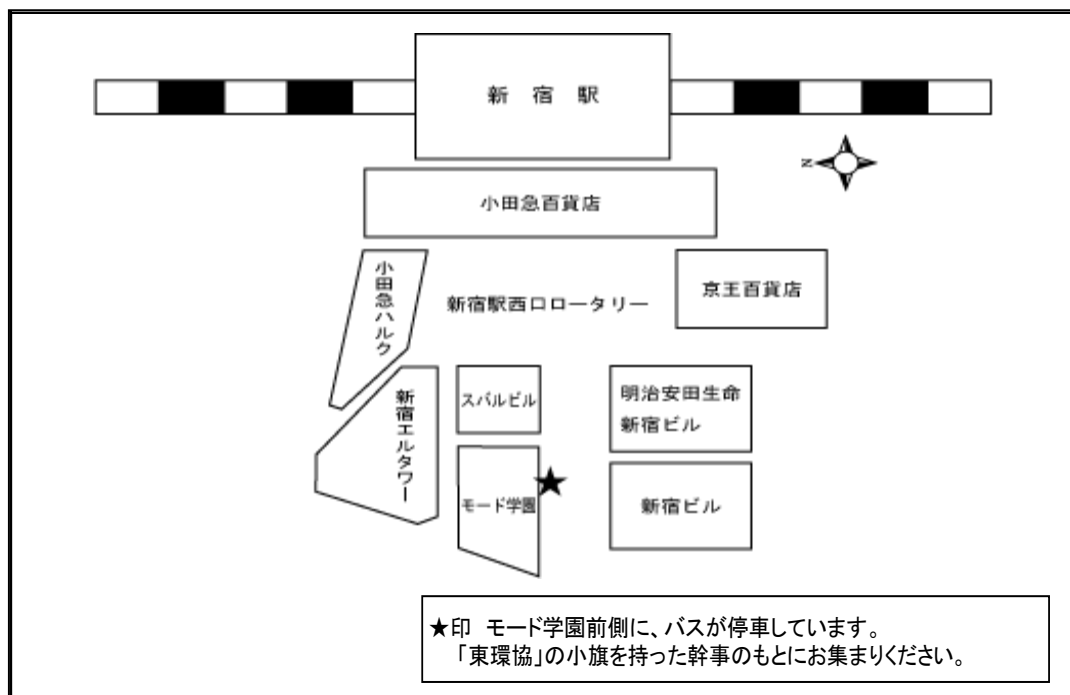 新宿駅
N
小田急百貨店
小田急ハルク
新宿駅西口ロータリー
京王百貨店
新宿エルタワー
スバルビル
明治安田生命
新宿ビル
モード学園
★
新宿ビル
★印 モード学園前側に、バスが停車しています。
「東環協」の小旗を持った幹事のもとにお集まりください。